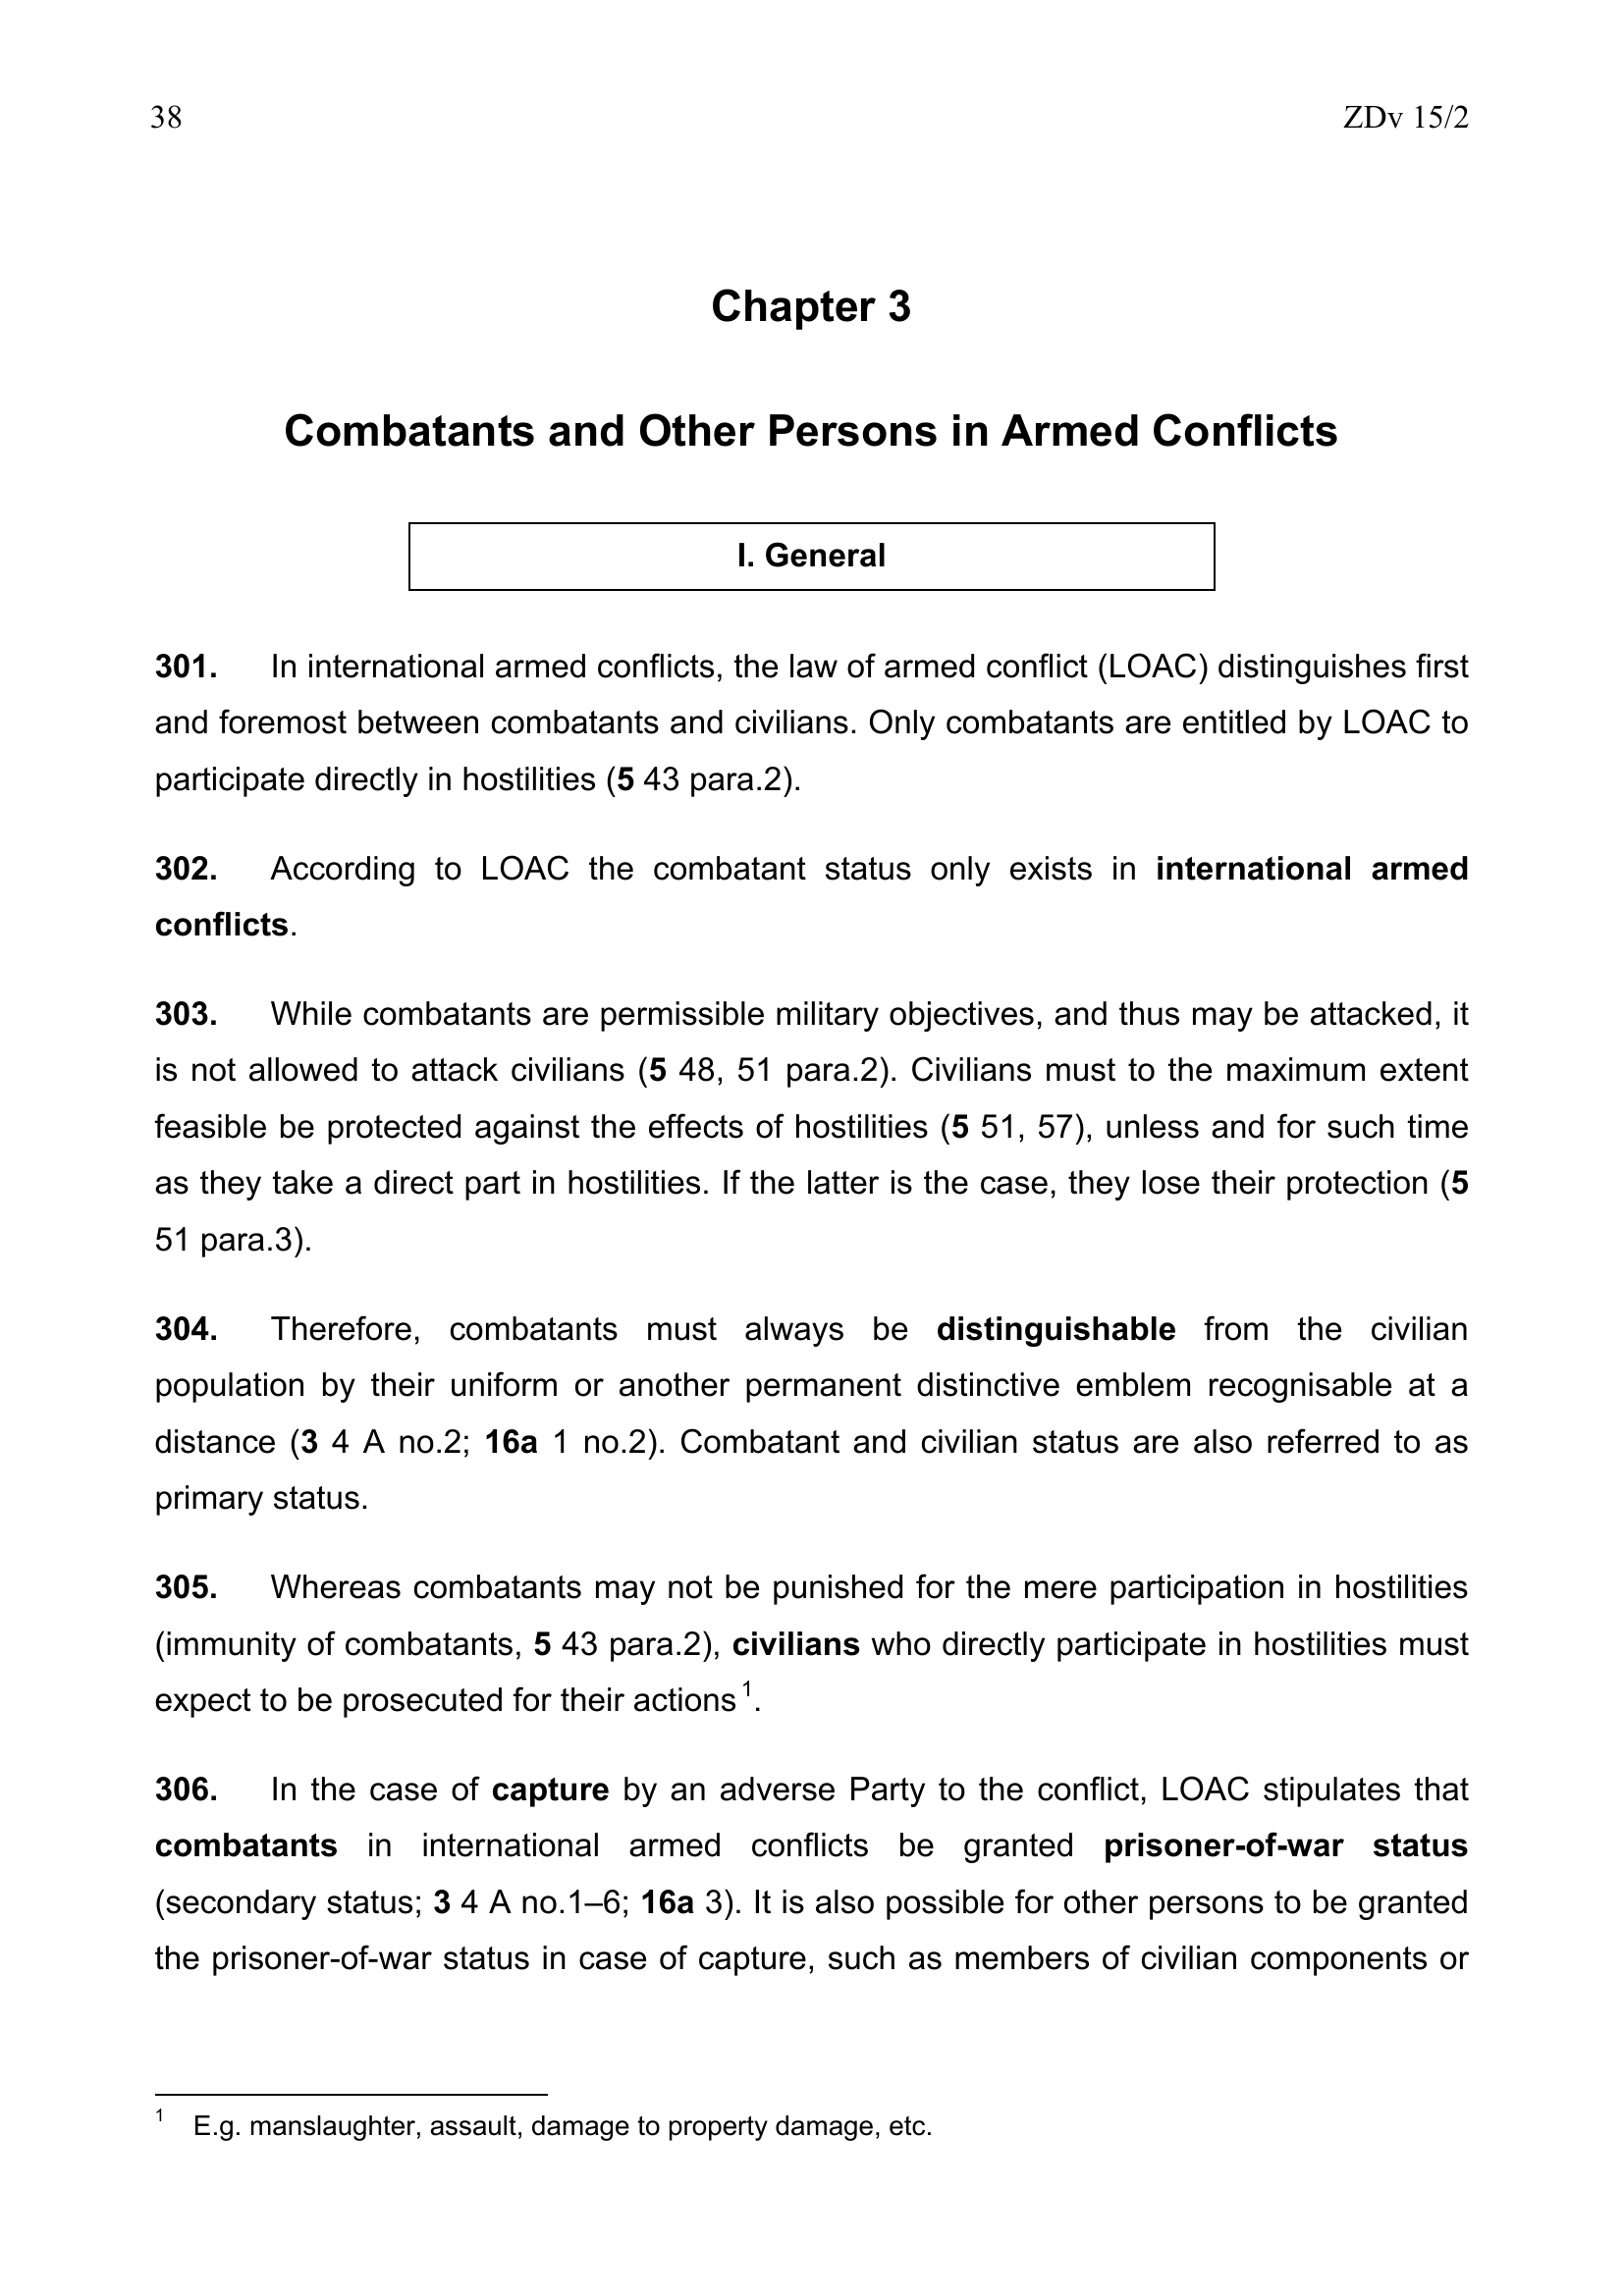 38 ZDv 15/2
Chapter 3
Combatants and Other Persons in Armed Conflicts
I. General
301. In international armed conflicts, the law of armed conflict (LOAC) distinguishes first
and foremost between combatants and civilians. Only combatants are entitled by LOAC to
participate directly in hostilities (5 43 para.2).
302. According to LOAC the combatant status only exists in international armed
conflicts.
303. While combatants are permissible military objectives, and thus may be attacked, it
is not allowed to attack civilians (5 48, 51 para.2). Civilians must to the maximum extent
feasible be protected against the effects of hostilities (5 51, 57), unless and for such time
as they take a direct part in hostilities. If the latter is the case, they lose their protection (5
51 para.3).
304. Therefore, combatants must always be distinguishable from the civilian
population by their uniform or another permanent distinctive emblem recognisable at a
distance (3 4 A no.2; 16a 1 no.2). Combatant and civilian status are also referred to as
primary status.
305. Whereas combatants may not be punished for the mere participation in hostilities
(immunity of combatants, 5 43 para.2), civilians who directly participate in hostilities must
expect to be prosecuted for their actions 1.
306. In the case of capture by an adverse Party to the conflict, LOAC stipulates that
combatants in international armed conflicts be granted prisoner-of-war status
(secondary status; 3 4 A no.1–6; 16a 3). It is also possible for other persons to be granted
the prisoner-of-war status in case of capture, such as members of civilian components or
1 E.g. manslaughter, assault, damage to property damage, etc.